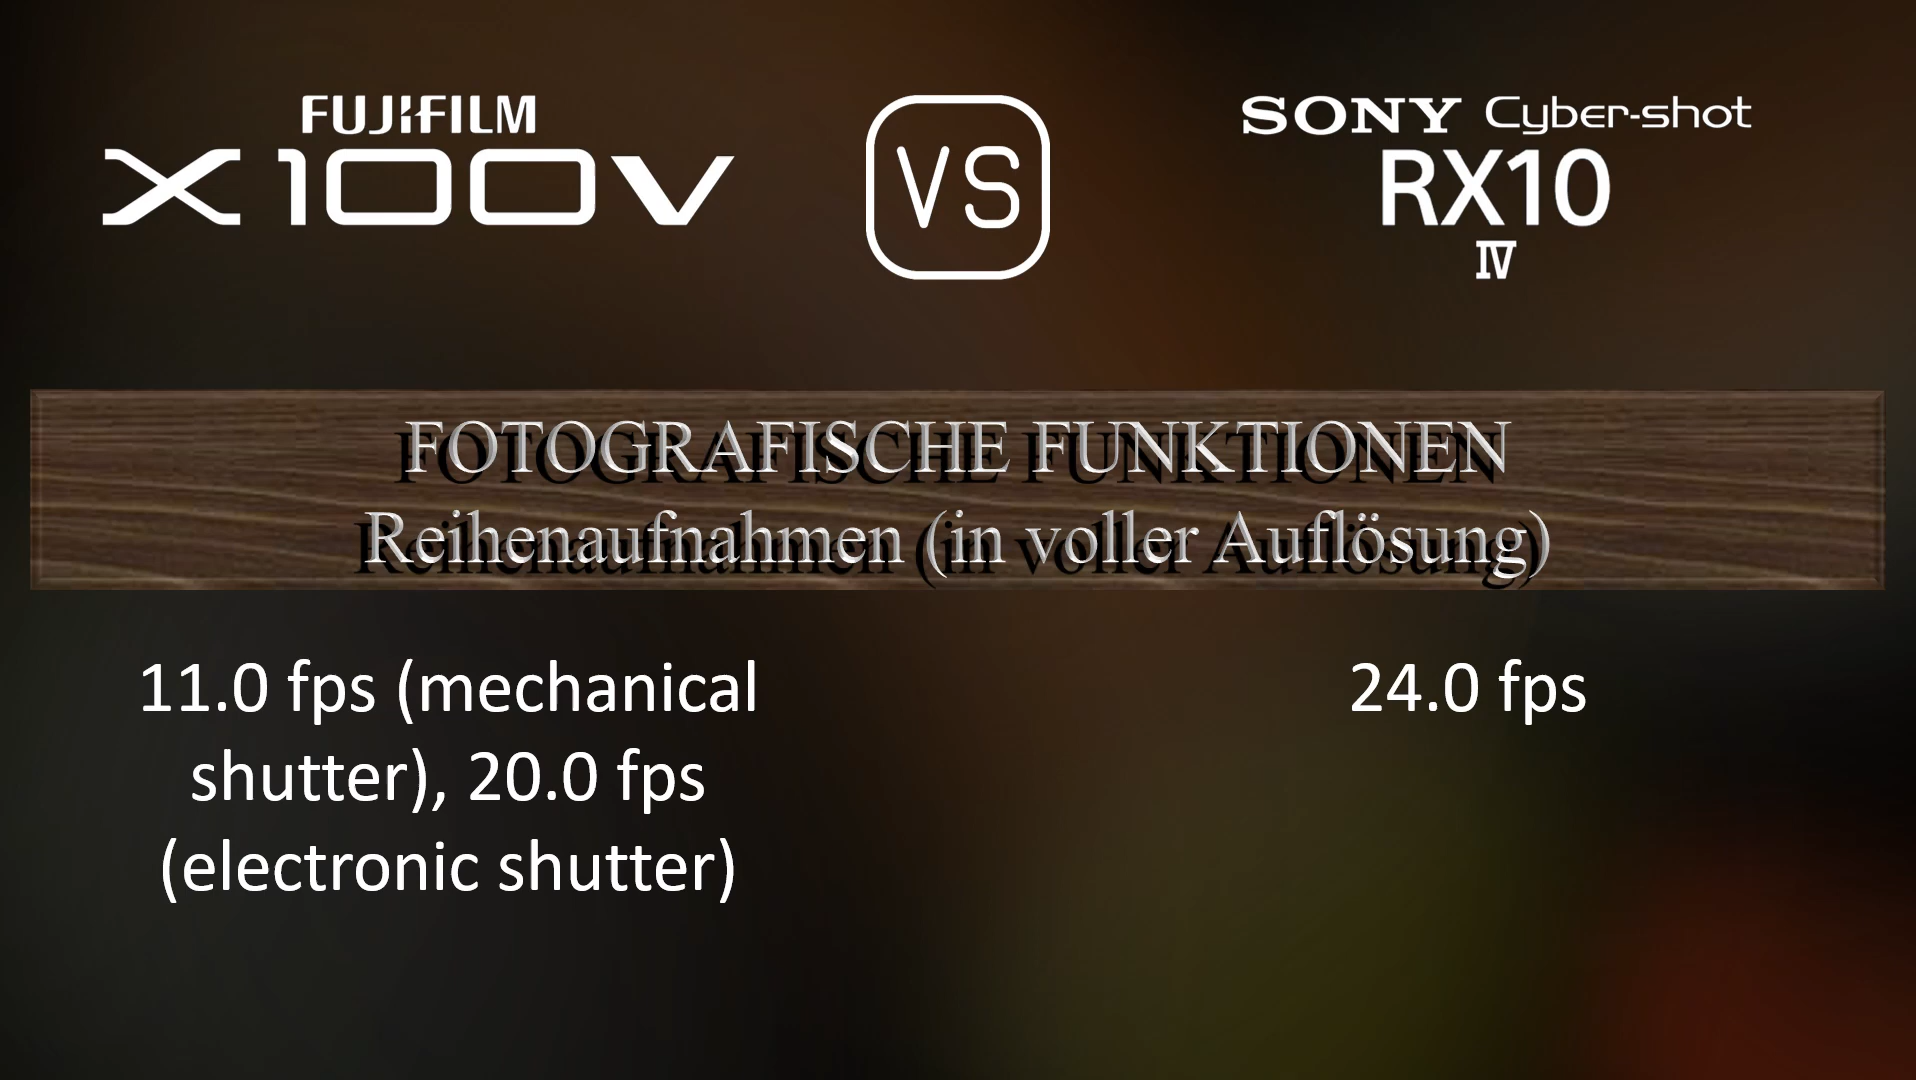 FUJIFILM
X100V
VS
SONY Cyber-shot
RX10
IV
FOTOGRAFISCHE FUNKTIONEN
Reihenaufnahmen (in voller Auflösung)
11.0 fps (mechanical
shutter), 20.0 fps
(electronic shutter)
24.0 fps